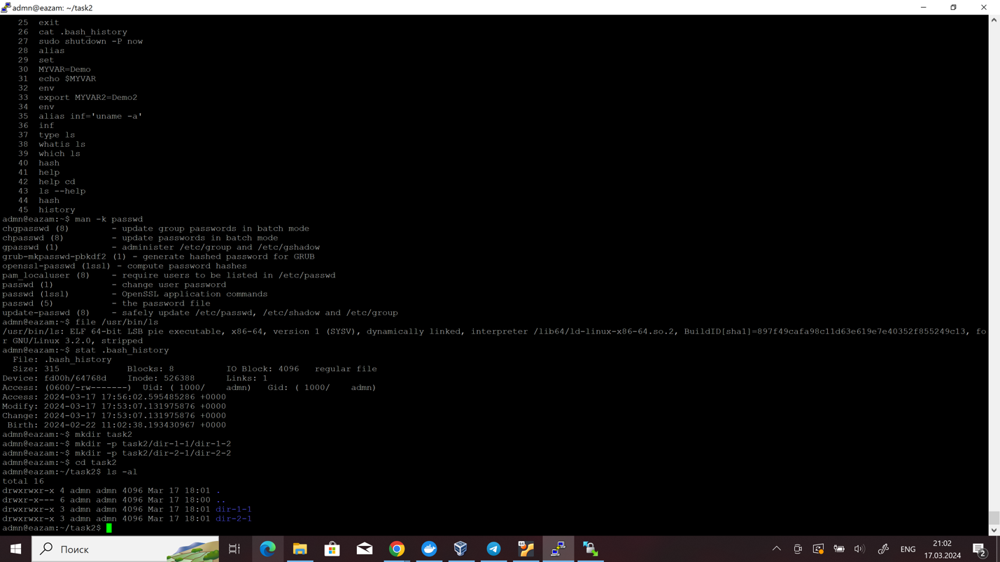 admn@eazam: ~/task2
25 exit
26 cat .bash_history
27 sudo shutdown -P now
28 alias
29 set
30 MYVAR=Demo
31 echo $MYVAR
32 env
33 export MYVAR2=Demo2
34 env
35 alias inf='uname -a'
36 inf
37 type ls
38 whatis ls
39 which ls
40 hash
41 help
42 help cd
43 ls --help
44 hash
45 history
admn@eazam:~$ man -k passwd
chgpasswd (8) - update group passwords in batch mode
chpasswd (8) - update passwords in batch mode
gpasswd (1) - administer /etc/group and /etc/gshadow
grub-mkpasswd-pbkdf2 (1) - generate hashed password for GRUB
openssl-passwd (1ssl) - compute password hashes
pam_localuser (8) - require users to be listed in /etc/passwd
passwd (1) - change user password
passwd (1ssl) - OpenSSL application commands
passwd (5) - the password file
update-passwd (8) - safely update /etc/passwd, /etc/shadow and /etc/group
admn@eazam:~$ file /usr/bin/ls
/usr/bin/ls: ELF 64-bit LSB pie executable, x86-64, version 1 (SYSV), dynamically linked, interpreter /lib64/ld-linux-x86-64.so.2, BuildID[sha1]=897f49cafa98c11d63e619e7e40352f855249c13, fo
r GNU/Linux 3.2.0, stripped
admn@eazam:~$ stat .bash_history
File: .bash_history
Size: 315 Blocks: 8 IO Block: 4096 regular file
Device: fd00h/64768d Inode: 526388 Links: 1
Access: (0600/-rw-------) Uid: ( 1000/ admn) Gid: ( 1000/ admn)
Access: 2024-03-17 17:56:02.595485286 +0000
Modify: 2024-03-17 17:53:07.131975876 +0000
Change: 2024-03-17 17:53:07.131975876 +0000
Birth: 2024-02-22 11:02:38.193430967 +0000
admn@eazam:~$ mkdir task2
admn@eazam:~$ mkdir -p task2/dir-1-1/dir-1-2
admn@eazam:~$ mkdir -p task2/dir-2-1/dir-2-2
admn@eazam:~$ cd task2
admn@eazam:~/task2$ ls -al
total 16
drwxrwxr-x 4 admn admn 4096 Mar 17 18:01 .
drwxr-x--- 6 admn admn 4096 Mar 17 18:00 ..
drwxrwxr-x 3 admn admn 4096 Mar 17 18:01 dir-1-1
drwxrwxr-x 3 admn admn 4096 Mar 17 18:01 dir-2-1
admn@eazam:~/task2$
Поиск
64
ENG
21:02
17.03.2024
2